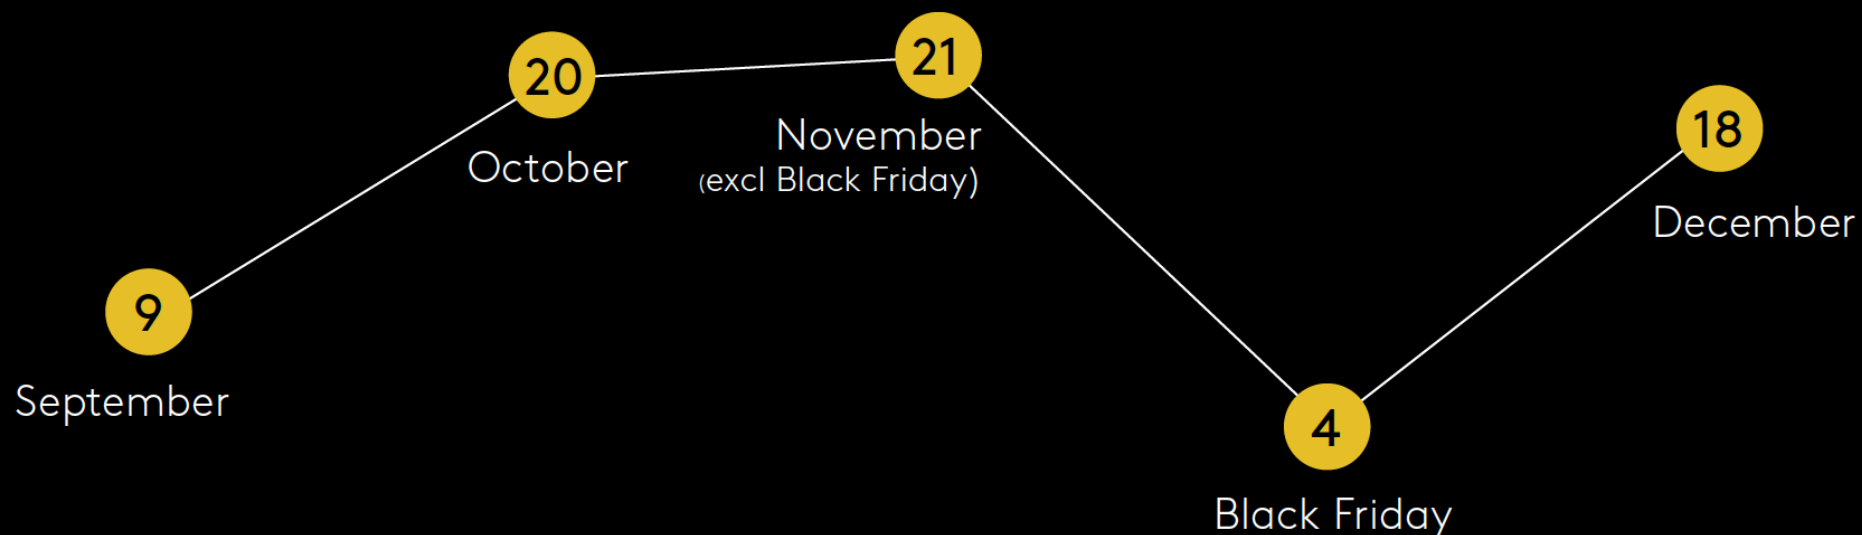 9
September
20
October
21
November
(excl Black Friday)
4
Black Friday
18
December